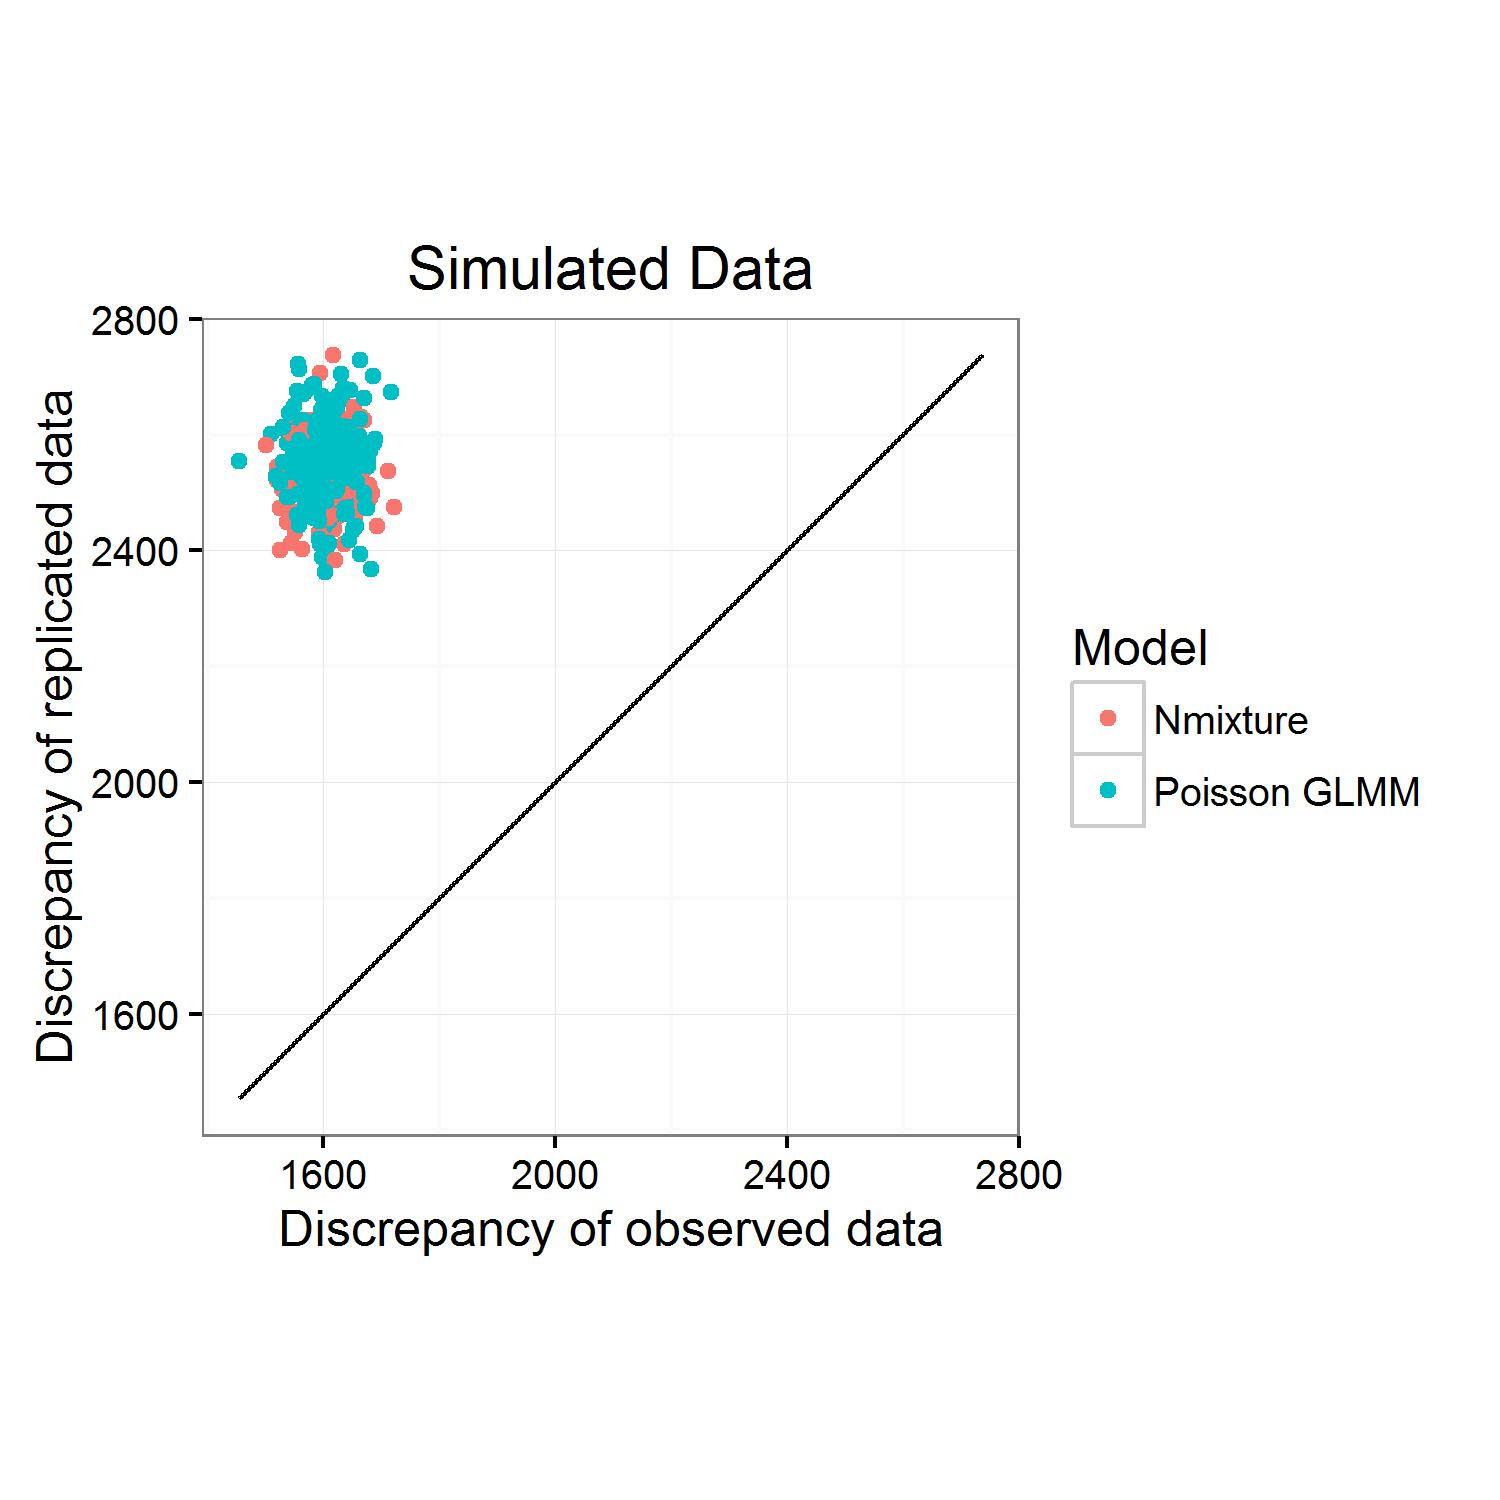 Simulated Data
Discrepancy of replicated data
2800
2400
2000
1600
1600
2000
2400
2800
Discrepancy of observed data
Model
Nmixture
Poisson GLMM